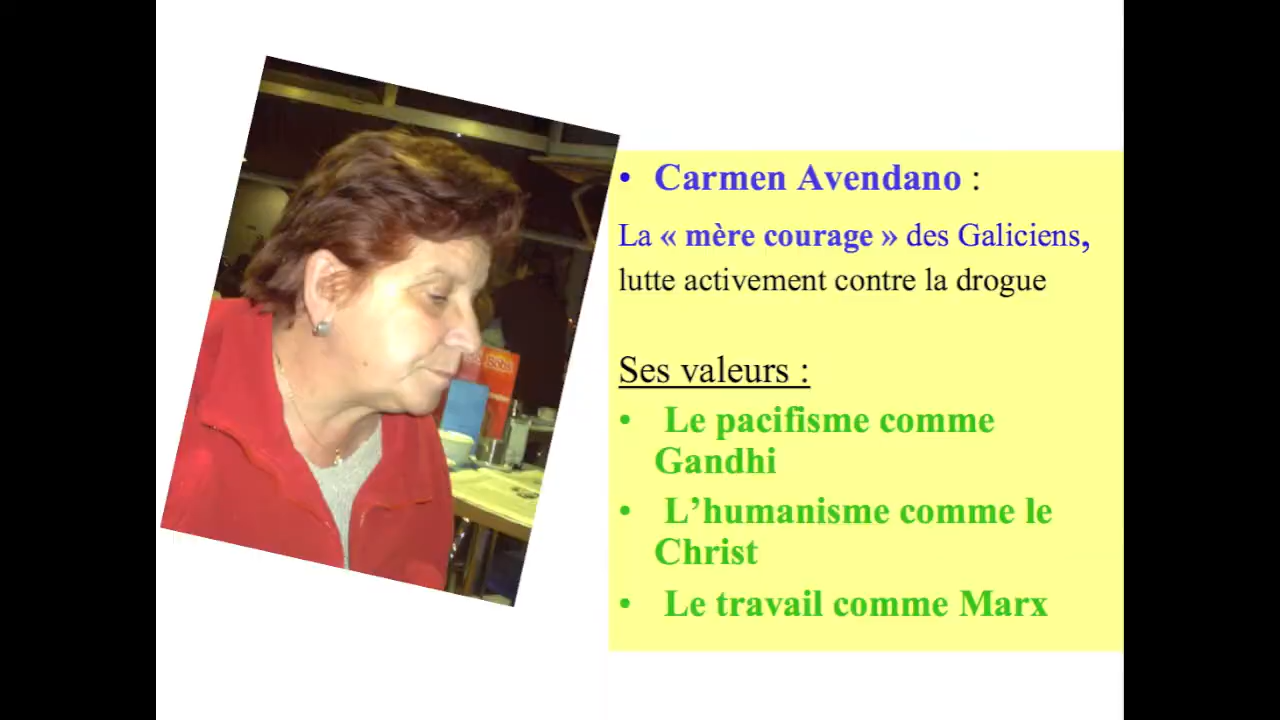 • Carmen Avendano :
La « mère courage » des Galiciens,
lutte activement contre la drogue
Ses valeurs :
• Le pacifisme comme
Gandhi
• L’humanisme comme le
Christ
• Le travail comme Marx